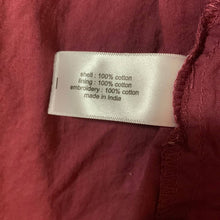 shell : 100% cotton
lining : 100% cotton
embroidery : 100% cotton
made in India